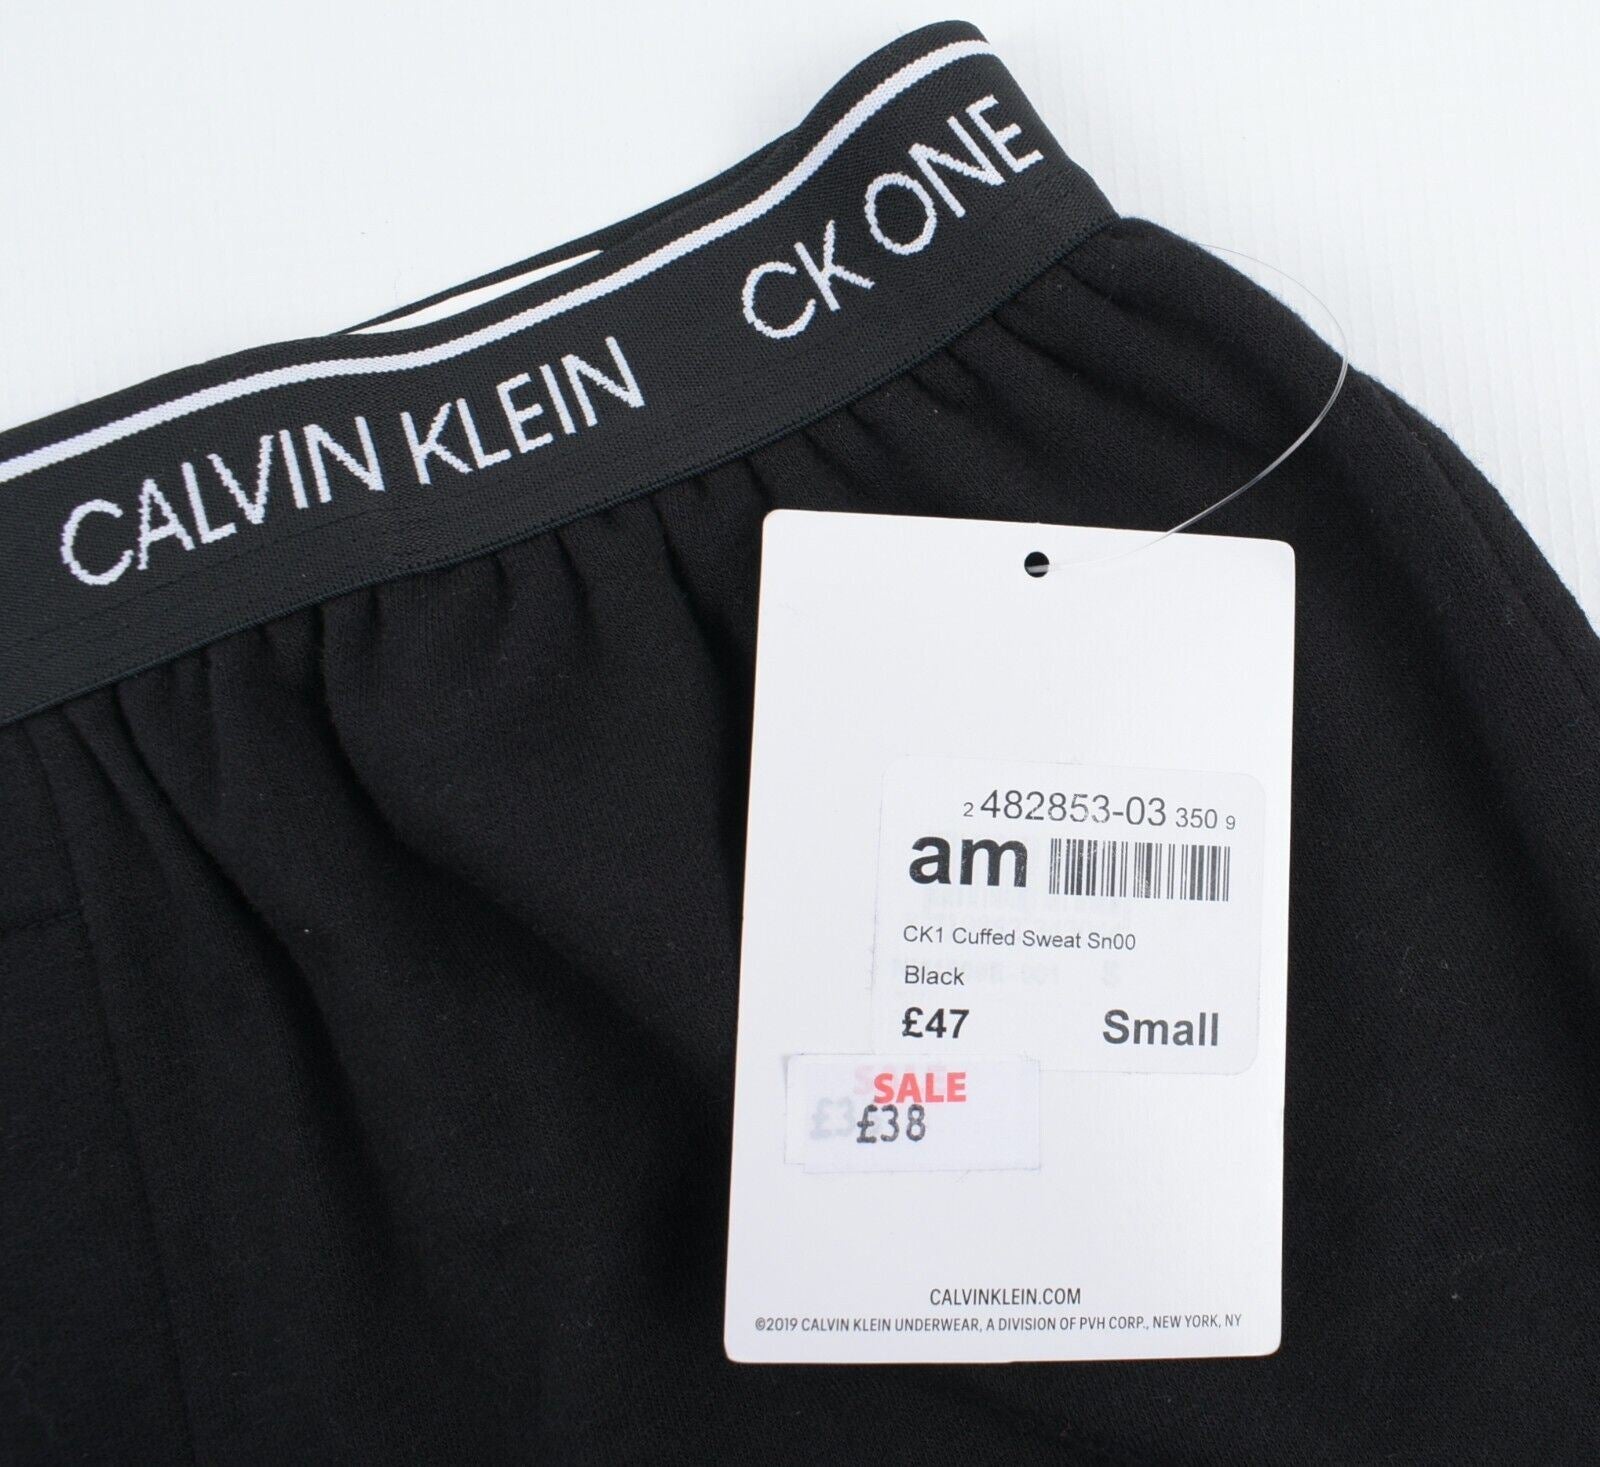 CALVIN KLEIN CK ONE
2 482853-03 350 9
am
CK1 Cuffed Sweat Sn00
Black
£47 Small
SALE
£38
CALVINKLEIN.COM
©2019 CALVIN KLEIN UNDERWEAR, A DIVISION OF PVH CORP., NEW YORK, NY